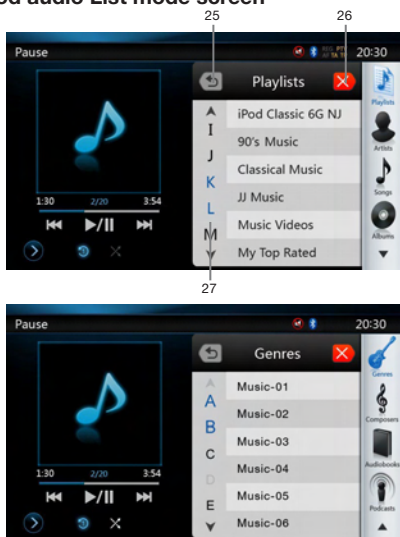 od audio List mode screen
25
26
Pause
20:30
Playlists
I
J
K
L
M
iPod Classic 6G NJ
90's Music
Classical Music
JJ Music
Music Videos
My Top Rated
1:30
2/20
3:54
Playlists
Artists
Songs
Albums
27
Pause
20:30
Genres
A
B
C
D
E
Music-01
Music-02
Music-03
Music-04
Music-05
Music-06
1:30
2/20
3:54
Genres
Composers
Audiobooks
Podcasts